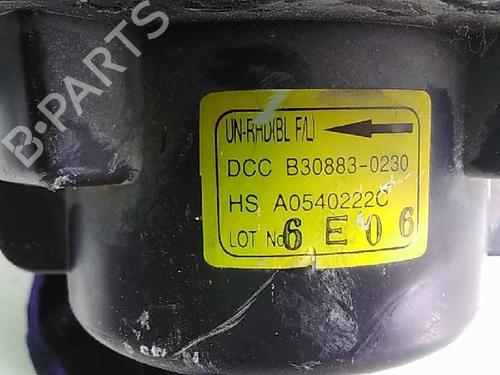 B-PARTS
UN-RHD(BL F/L)
DCC B30883-0230
HS A0540222C
LOT No 6 E 0 6